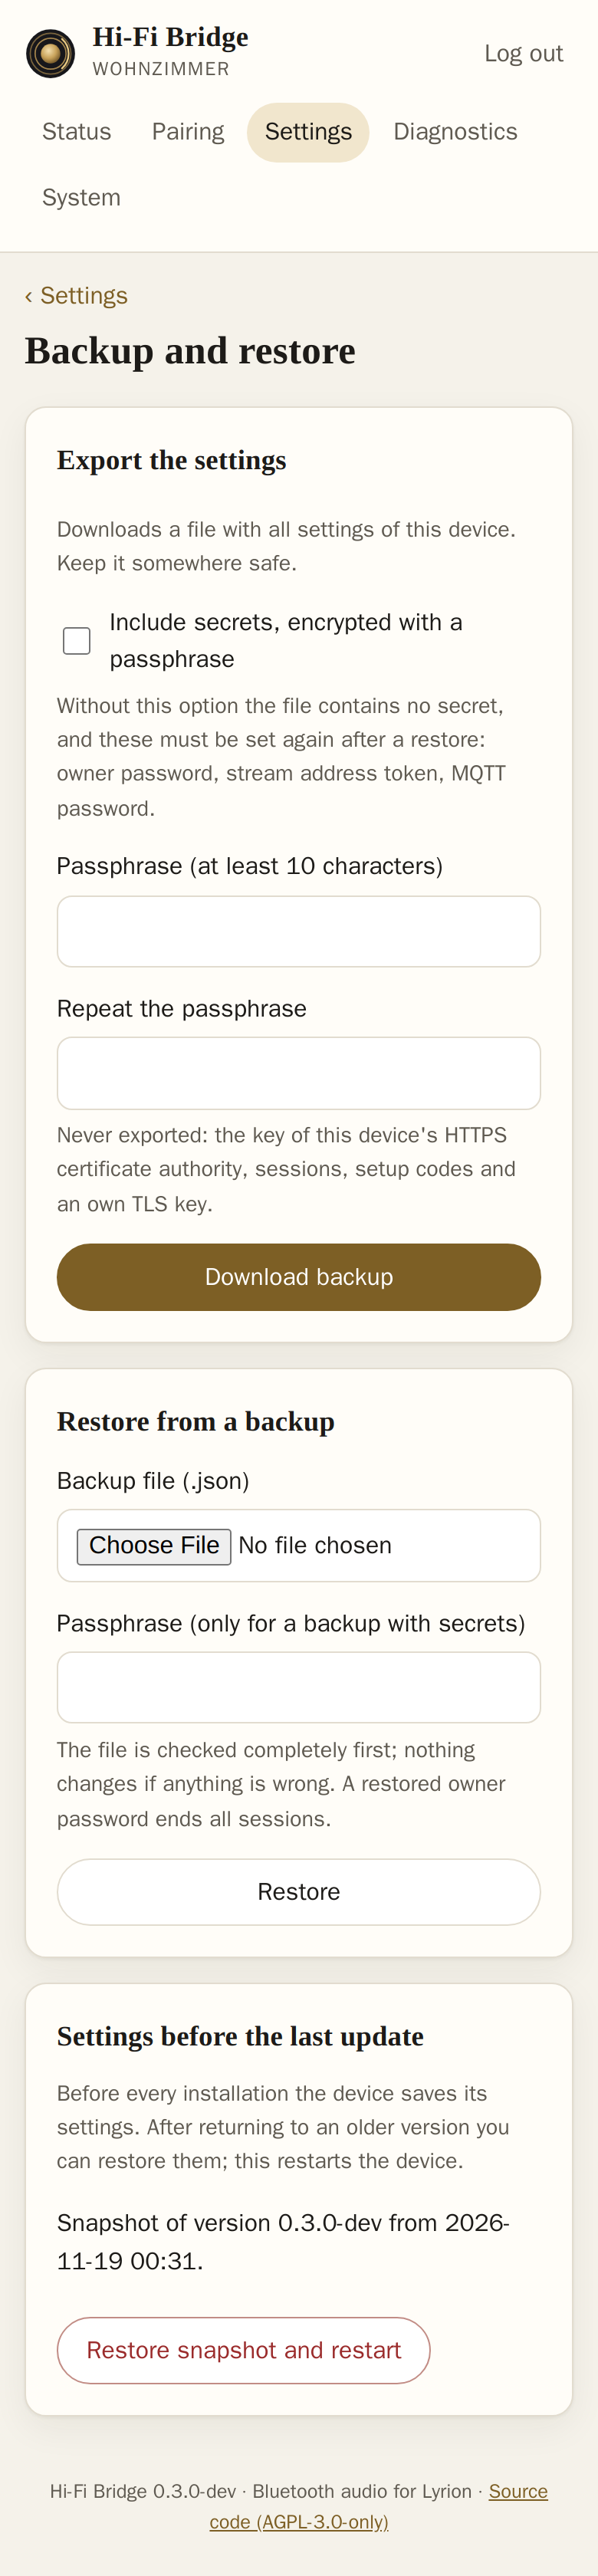 Hi-Fi Bridge
WOHNZIMMER
Log out
Status
Pairing
Settings
Diagnostics
System
‹ Settings
Backup and restore
Export the settings
Downloads a file with all settings of this device.
Keep it somewhere safe.
Include secrets, encrypted with a
passphrase
Without this option the file contains no secret,
and these must be set again after a restore:
owner password, stream address token, MQTT
password.
Passphrase (at least 10 characters)
Repeat the passphrase
Never exported: the key of this device's HTTPS
certificate authority, sessions, setup codes and
an own TLS key.
Download backup
Restore from a backup
Backup file (.json)
Choose File No file chosen
Passphrase (only for a backup with secrets)
The file is checked completely first; nothing
changes if anything is wrong. A restored owner
password ends all sessions.
Restore
Settings before the last update
Before every installation the device saves its
settings. After returning to an older version you
can restore them; this restarts the device.
Snapshot of version 0.3.0-dev from 2026-
11-19 00:31.
Restore snapshot and restart
Hi-Fi Bridge 0.3.0-dev · Bluetooth audio for Lyrion · Source
code (AGPL-3.0-only)